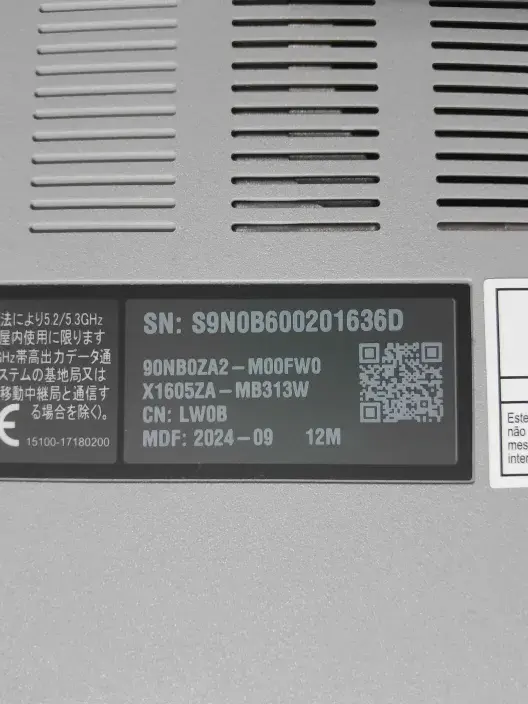 法により5.2/5.3GHz
屋内使用に限ります
GHz帯高出力データ通
ステムの基地局又は
移動中継局と通信す
る場合を除く)。
CE
15100-17180200
SN: S9N0B600201636D
90NB0ZA2-M00FW0
X1605ZA-MB313W
CN: LW0B
MDF: 2024-09 12M
Este
não
mes
inter